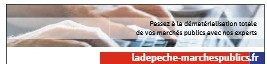 Passez à la dématérialisation totale
de vos marchés publics avec nos experts
ladepeche-marchespublics.fr